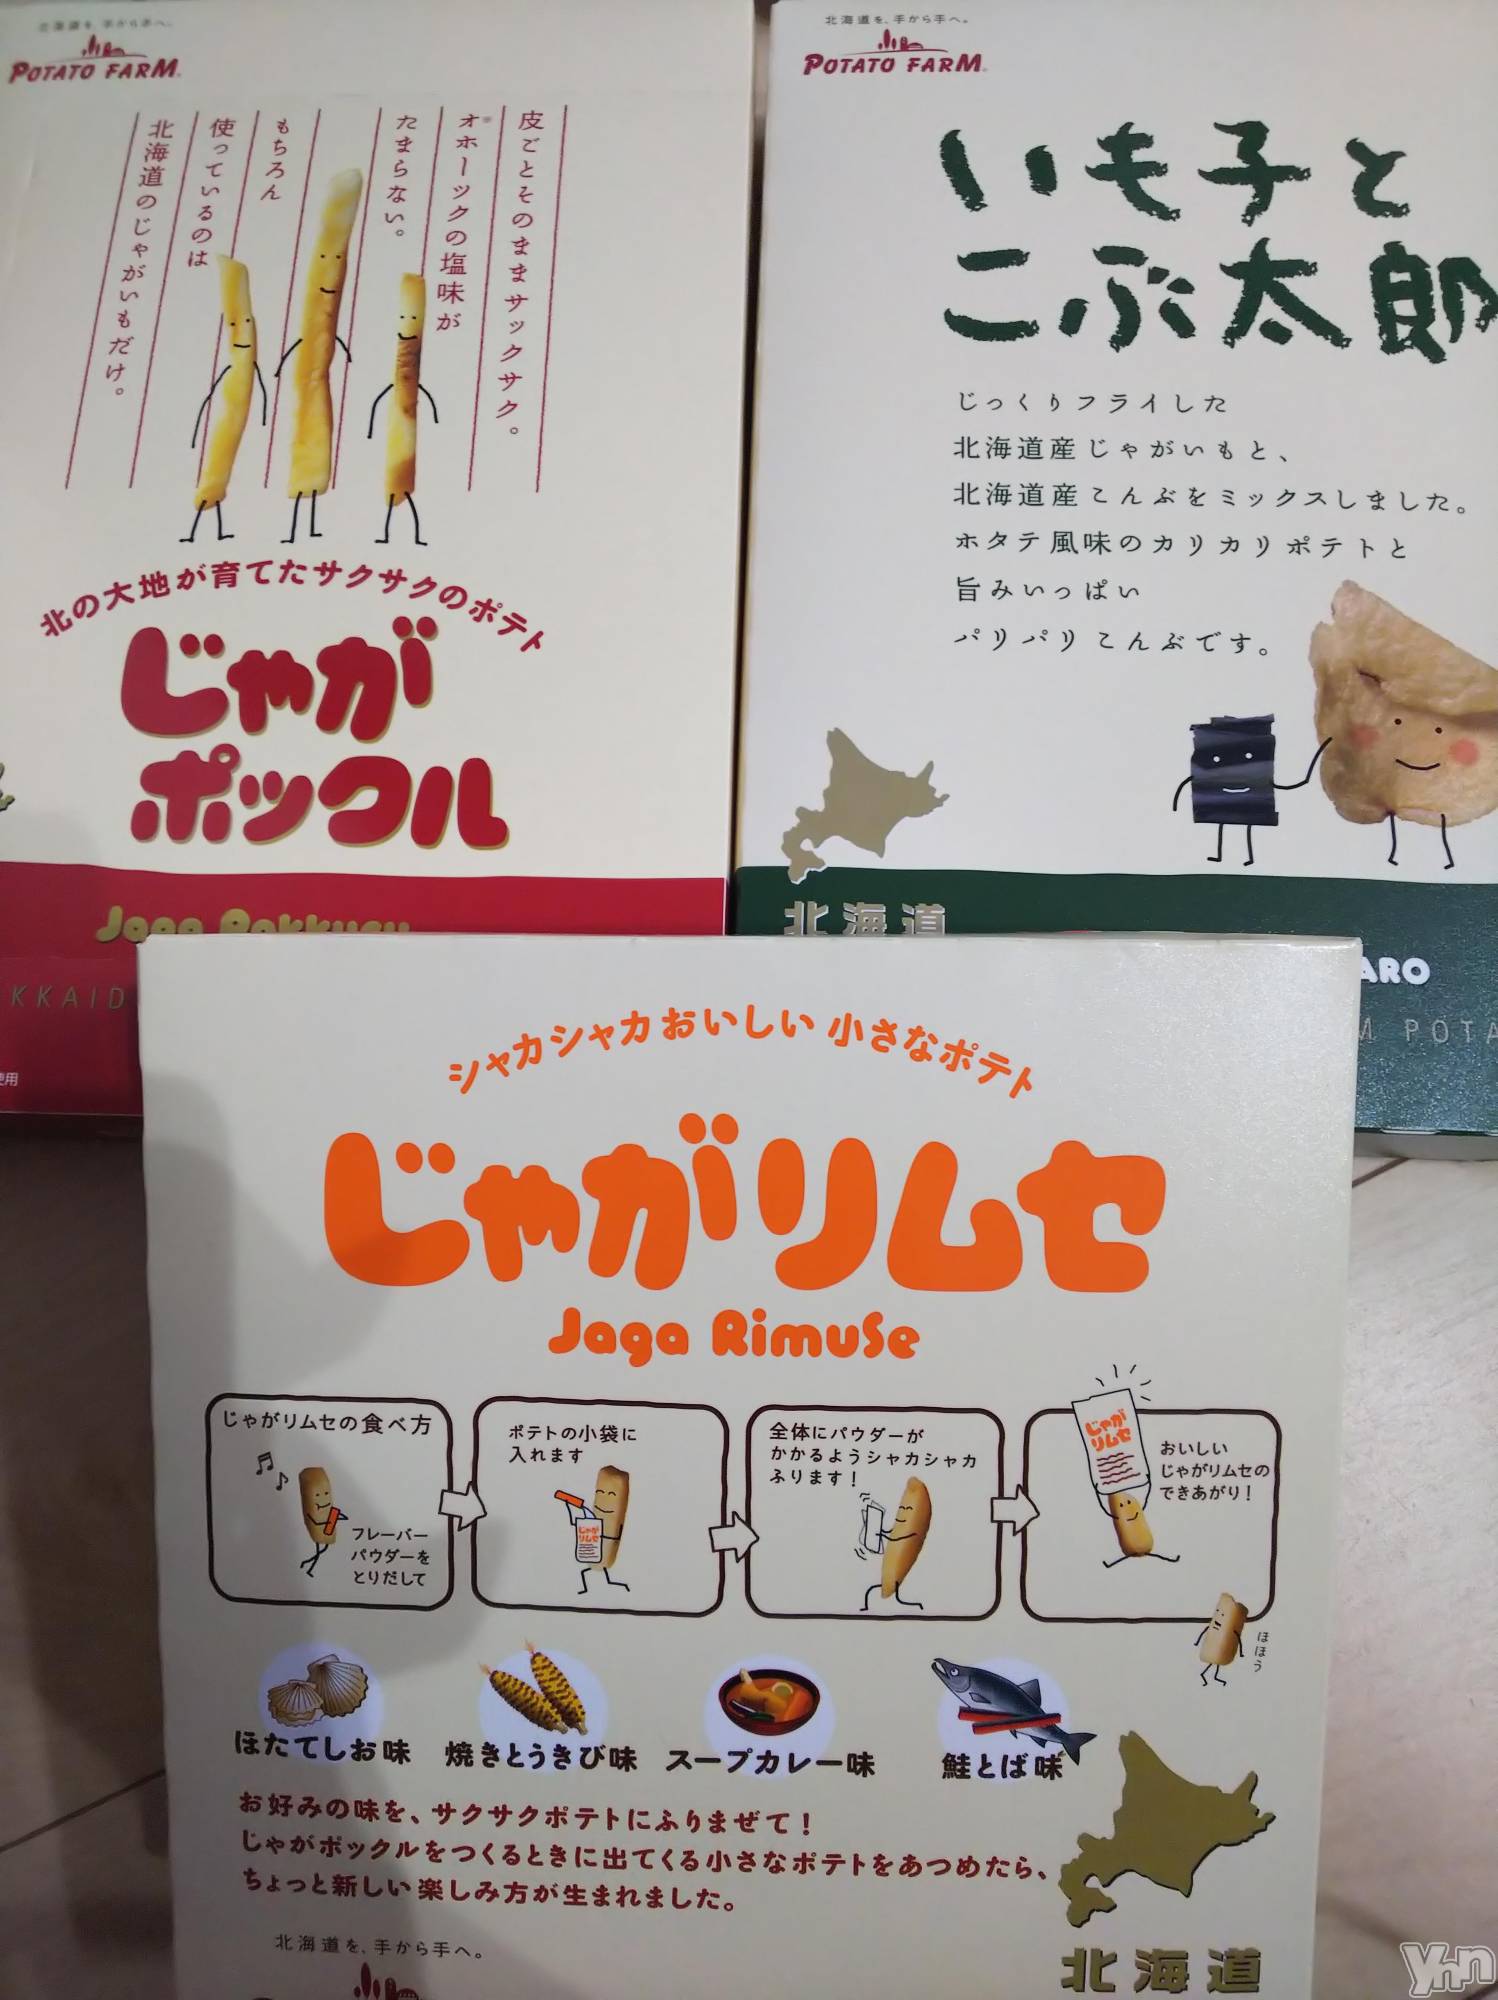 北海道を、手から手へ。
POTATO FARM
皮ごとそのままサックサク。
オホーツクの塩味が
たまらない。
もちろん
使っているのは
北海道のじゃがいもだけ。
北の大地が育てたサクサクのポテト
じゃが
ポックル
Jaga Pokkuru
KKAID
使用
北海道を、手から手へ。
POTATO FARM
いも子と
こぶ太郎
じっくりフライした
北海道産じゃがいもと、
北海道産こんぶをミックスしました。
ホタテ風味のカリカリポテトと
旨みいっぱい
パリパリこんぶです。
北海道
ARO
M POTA
シャカシャカおいしい 小さなポテト
じゃがリムセ
Jaga Rimuse
じゃがリムセの食べ方
フレーバー
パウダーを
とりだして
ポテトの小袋に
入れます
じゃが
リムセ
全体にパウダーが
かかるようシャカシャカ
ふります!
じゃが
リムセ
おいしい
じゃがリムセの
できあがり!
ほほう
ほたてしお味
焼きとうきび味
スープカレー味
鮭とば味
お好みの味を、サクサクポテトにふりまぜて!
じゃがポックルをつくるときに出てくる小さなポテトをあつめたら、
ちょっと新しい楽しみ方が生まれました。
北海道を、手から手へ。
北海道